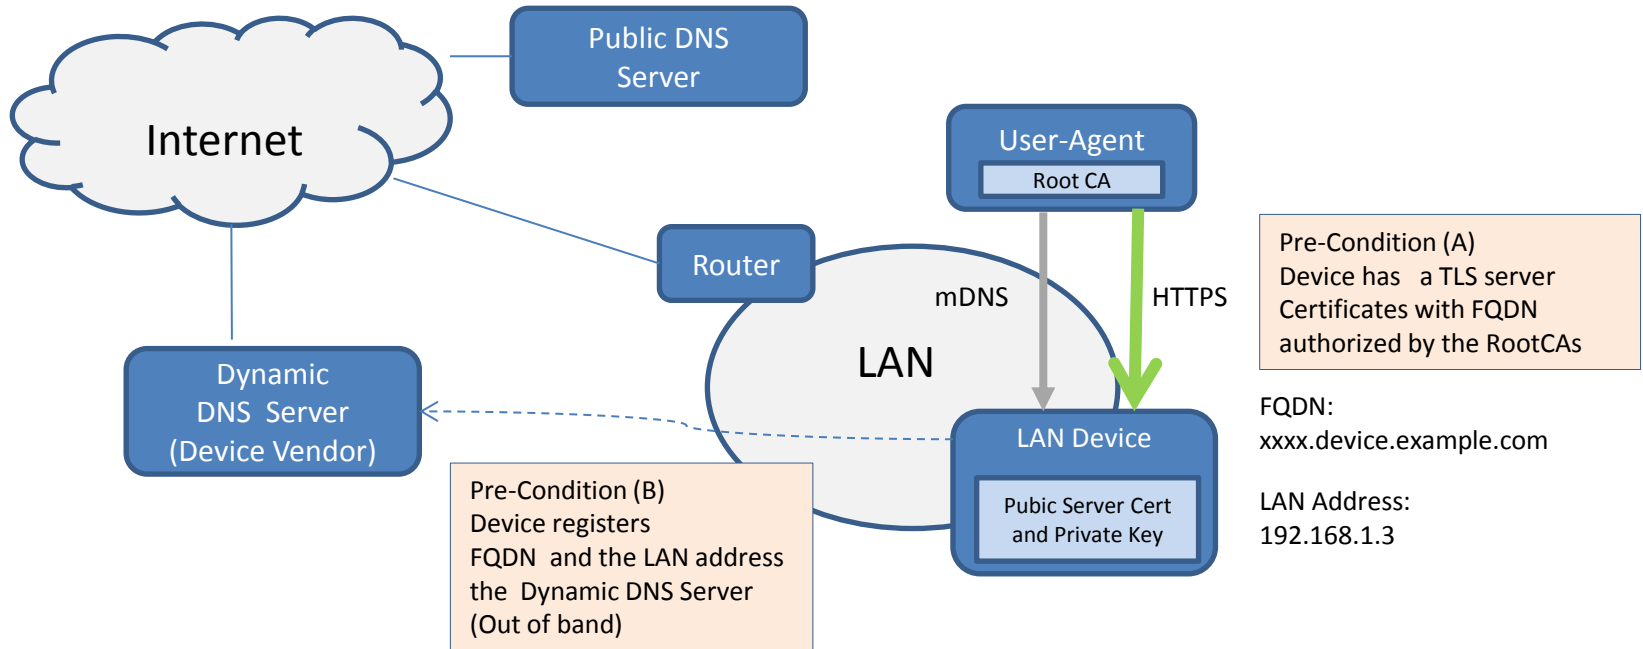 Public DNS
Server
Internet
User-Agent
Root CA
Router
mDNS
HTTPS
LAN
Pre-Condition (A)
Device has a TLS server
Certificates with FQDN
authorized by the RootCAs
Dynamic
DNS Server
(Device Vendor)
LAN Device
Pubic Server Cert
and Private Key
FQDN:
xxxx.device.example.com
LAN Address:
192.168.1.3
Pre-Condition (B)
Device registers
FQDN and the LAN address
the Dynamic DNS Server
(Out of band)